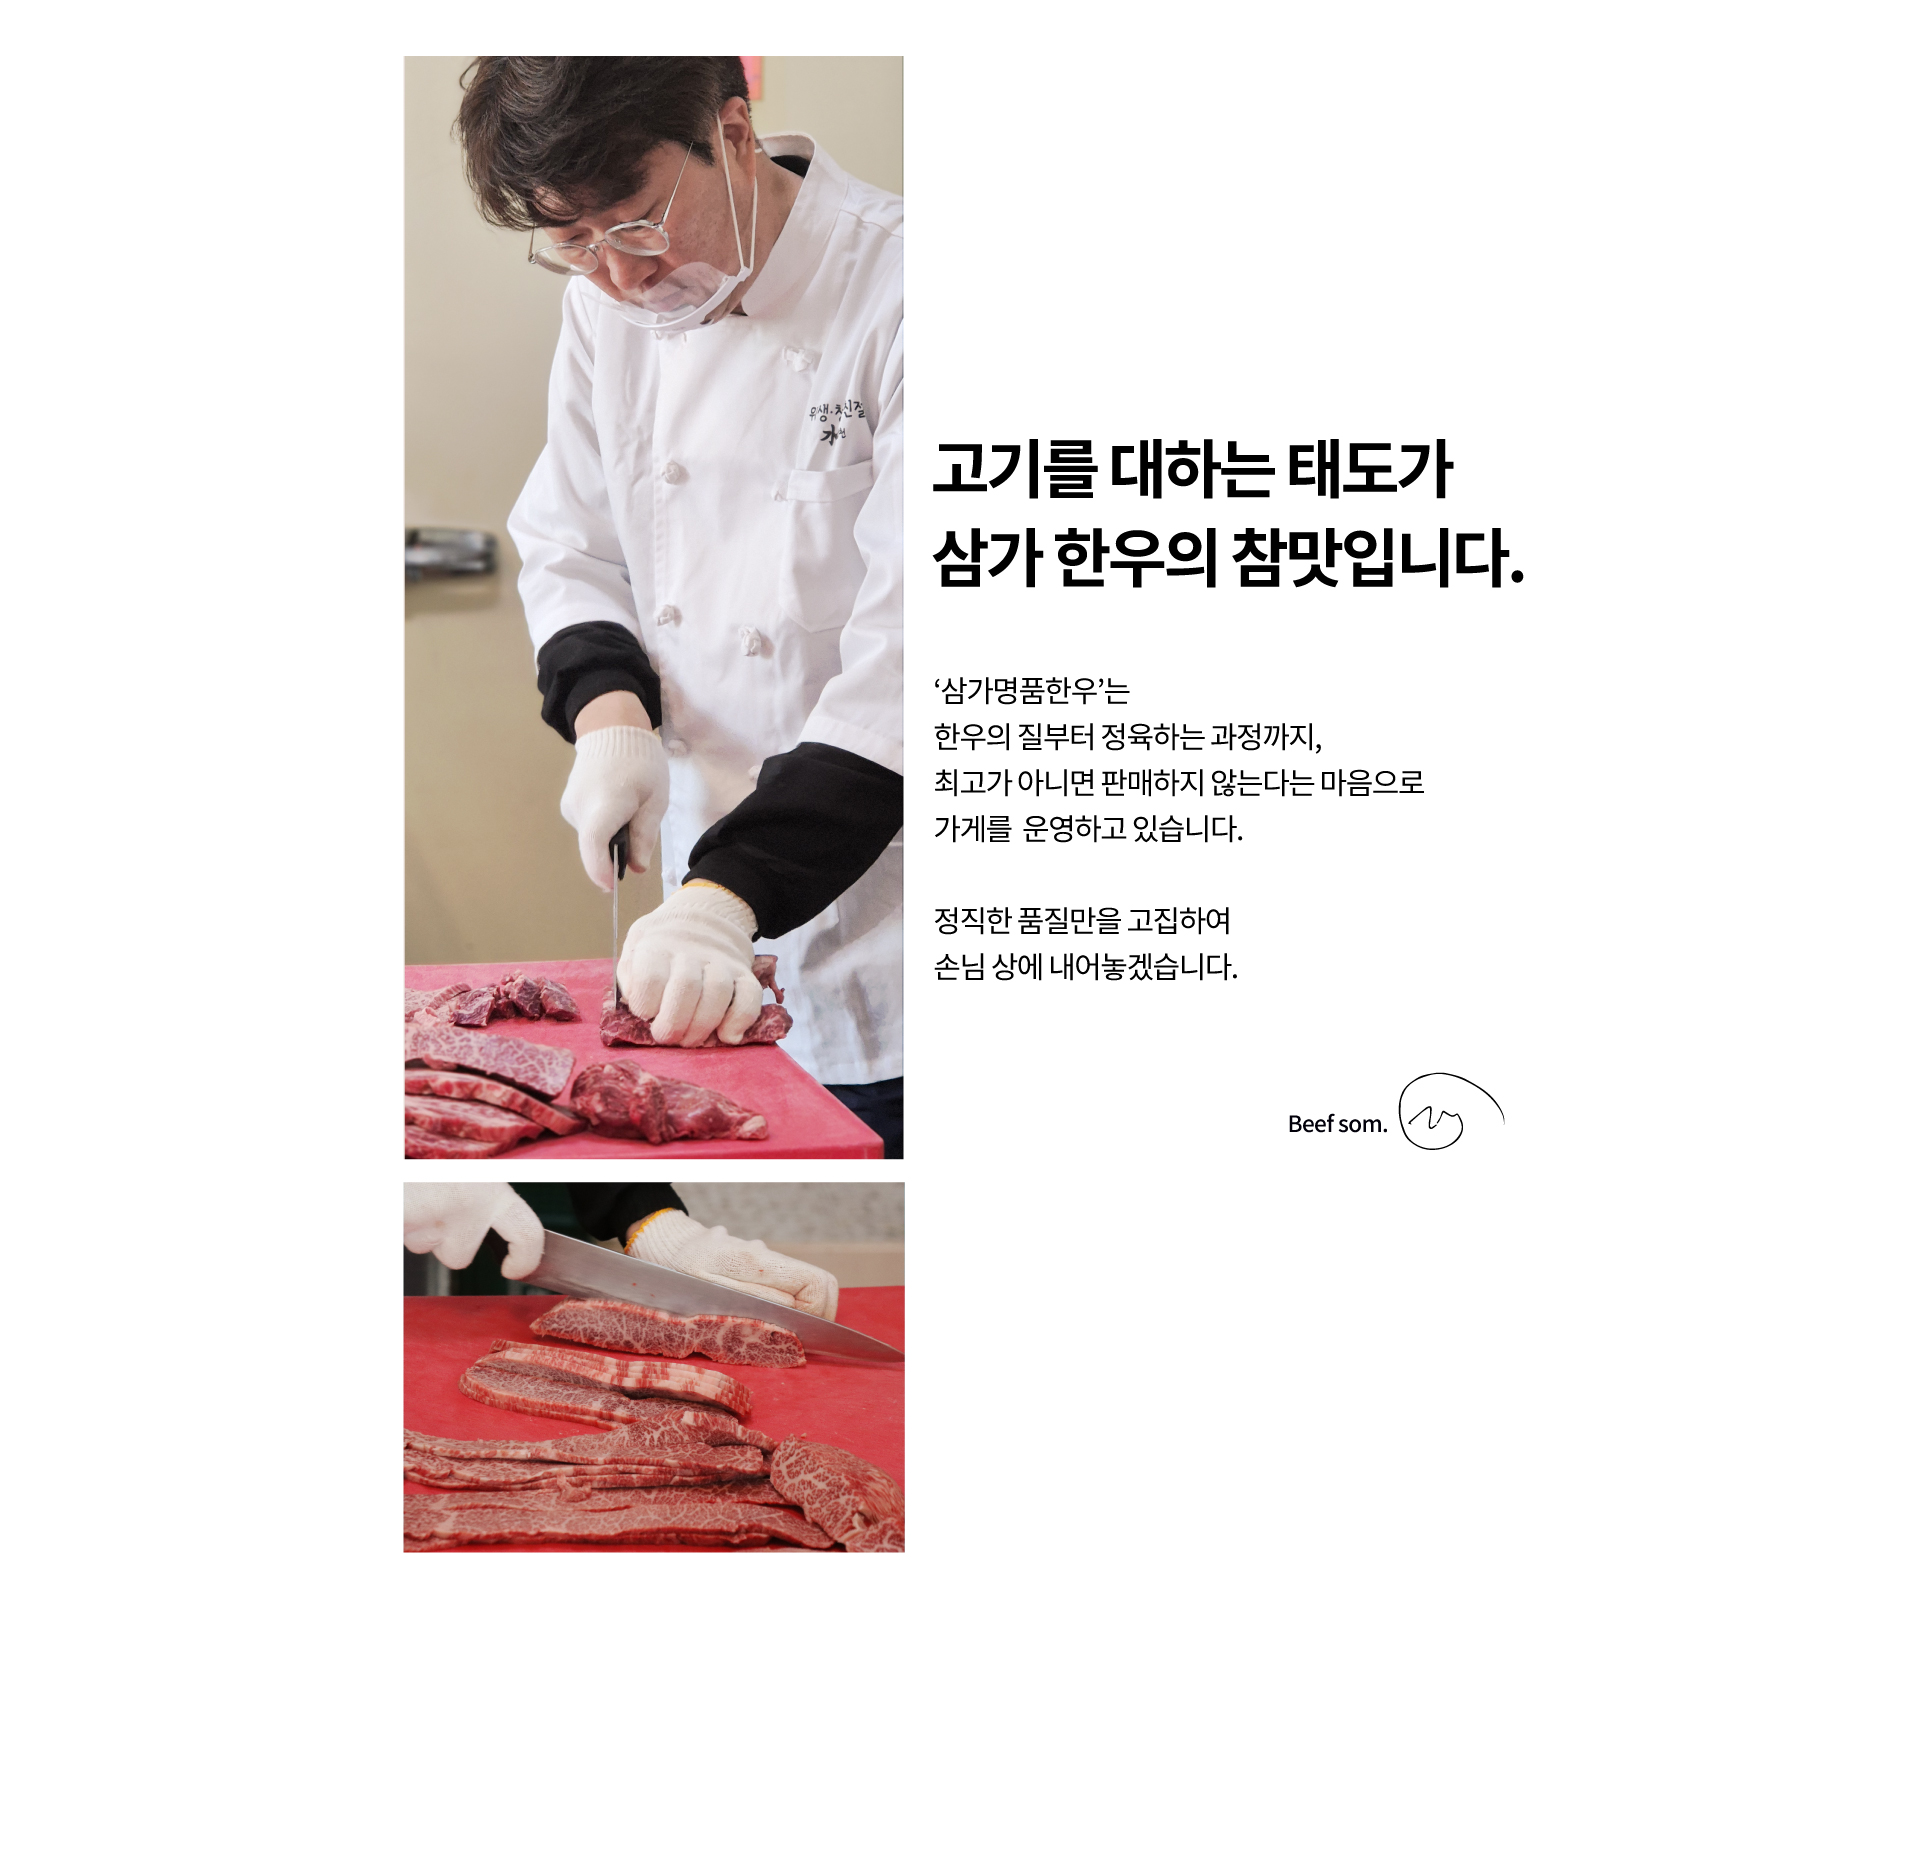 고기를 대하는 태도가
삼가 한우의 참맛입니다.
‘삼가명품한우’는
한우의 질부터 정육하는 과정까지,
최고가 아니면 판매하지 않는다는 마음으로
가게를 운영하고 있습니다.
정직한 품질만을 고집하여
손님 상에 내어놓겠습니다.
Beef som.